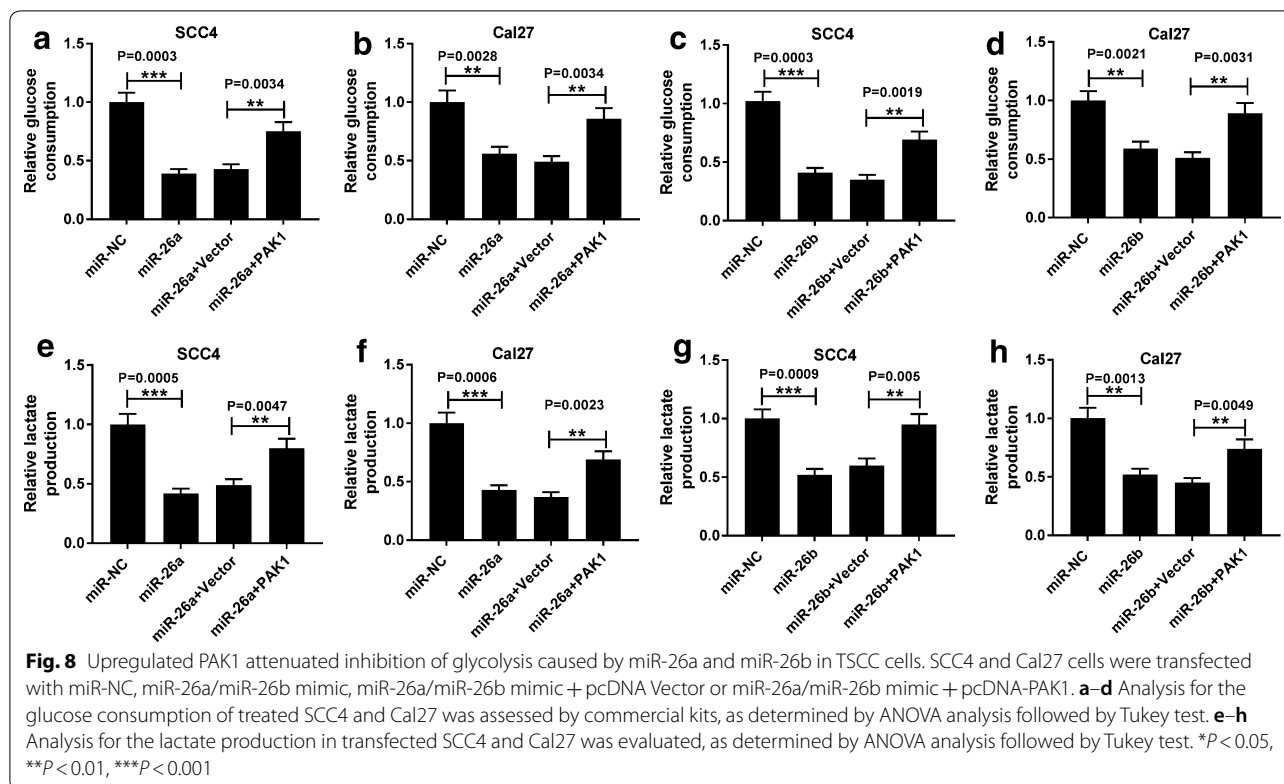 a
SCC4
P=0.0003
***
P=0.0034
**
Relative glucose
consumption
1.5
1.0
0.5
0.0
miR-NC
miR-26a
miR-26a+Vector
miR-26a+PAK1
b
Cal27
P=0.0028
**
P=0.0034
**
Relative glucose
consumption
1.5
1.0
0.5
0.0
miR-NC
miR-26a
miR-26a+Vector
miR-26a+PAK1
c
SCC4
P=0.0003
***
P=0.0019
**
Relative glucose
consumption
1.5
1.0
0.5
0.0
miR-NC
miR-26b
miR-26b+Vector
miR-26b+PAK1
d
Cal27
P=0.0021
**
P=0.0031
**
Relative glucose
consumption
1.5
1.0
0.5
0.0
miR-NC
miR-26b
miR-26b+Vector
miR-26b+PAK1
e
SCC4
P=0.0005
***
P=0.0047
**
Relative lactate
production
1.5
1.0
0.5
0.0
miR-NC
miR-26a
miR-26a+Vector
miR-26a+PAK1
f
Cal27
P=0.0006
***
P=0.0023
**
Relative lactate
production
1.5
1.0
0.5
0.0
miR-NC
miR-26a
miR-26a+Vector
miR-26a+PAK1
g
SCC4
P=0.0009
***
P=0.005
**
Relative lactate
production
1.5
1.0
0.5
0.0
miR-NC
miR-26b
miR-26b+Vector
miR-26b+PAK1
h
Cal27
P=0.0013
**
P=0.0049
**
Relative lactate
production
1.5
1.0
0.5
0.0
miR-NC
miR-26b
miR-26b+Vector
miR-26b+PAK1
Fig. 8 Upregulated PAK1 attenuated inhibition of glycolysis caused by miR-26a and miR-26b in TSCC cells. SCC4 and Cal27 cells were transfected
with miR-NC, miR-26a/miR-26b mimic, miR-26a/miR-26b mimic + pcDNA Vector or miR-26a/miR-26b mimic + pcDNA-PAK1. a–d Analysis for the
glucose consumption of treated SCC4 and Cal27 was assessed by commercial kits, as determined by ANOVA analysis followed by Tukey test. e–h
Analysis for the lactate production in transfected SCC4 and Cal27 was evaluated, as determined by ANOVA analysis followed by Tukey test. *P < 0.05,
**P < 0.01, ***P < 0.001